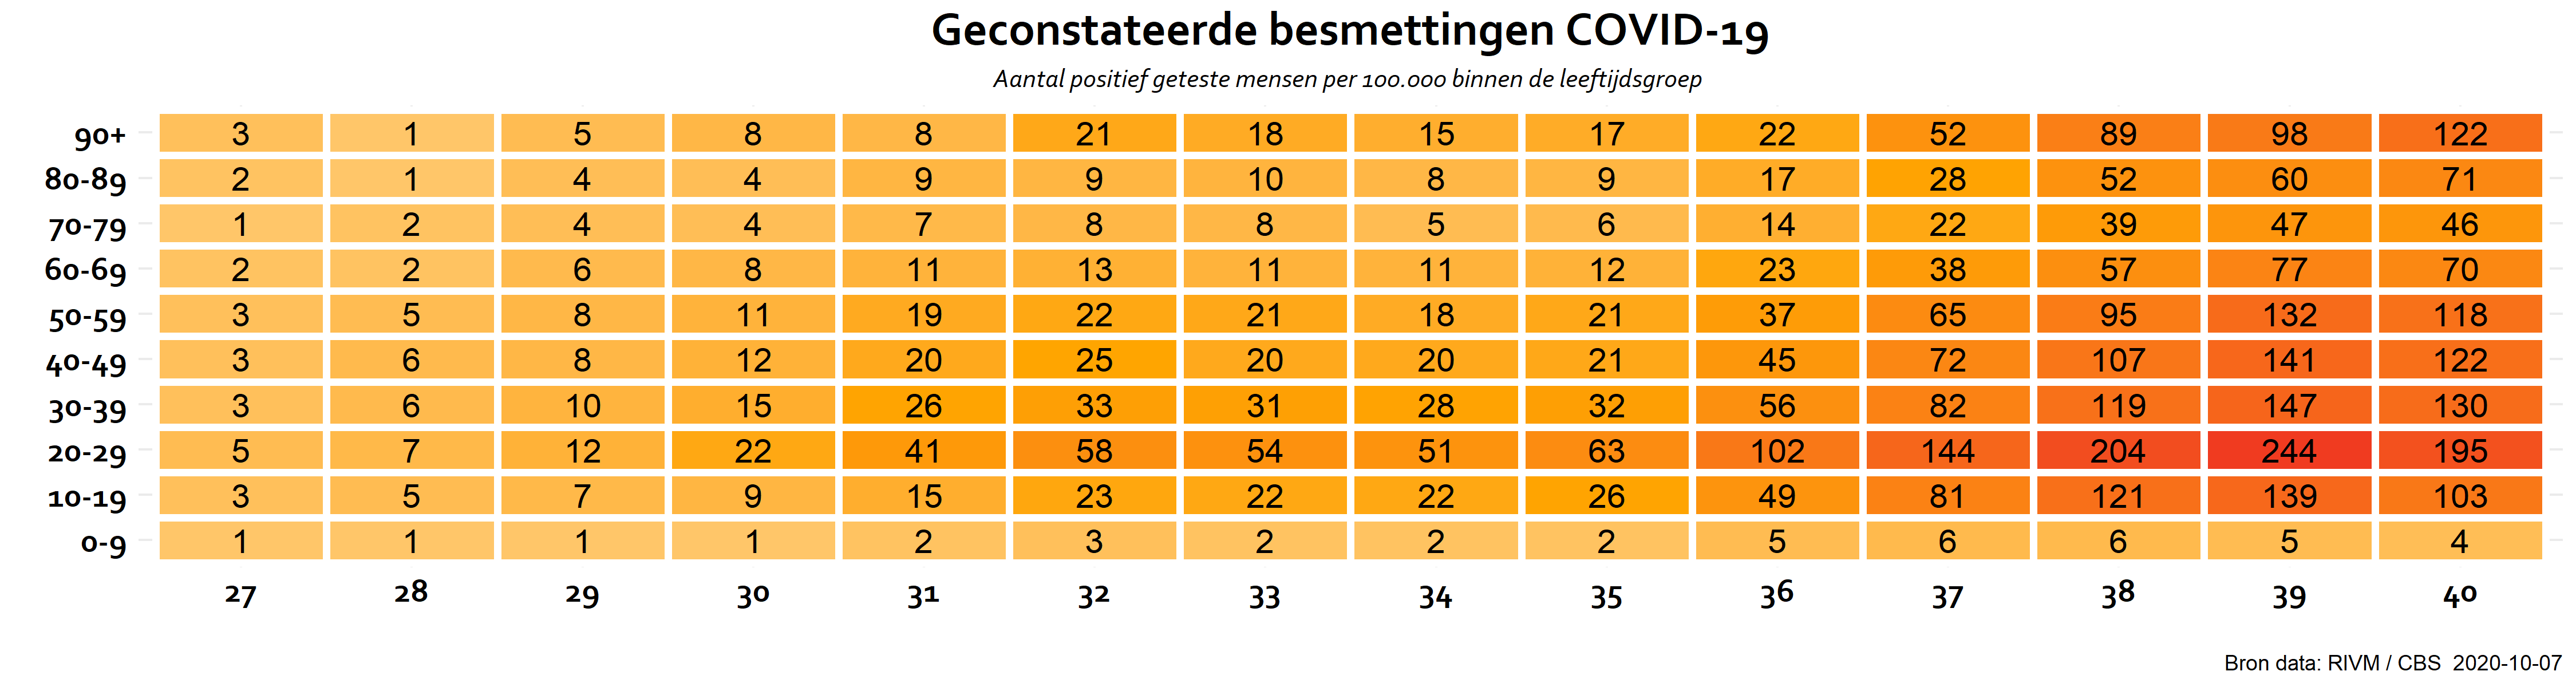 Geconstateerde besmettingen COVID-19
Aantal positief geteste mensen per 100.000 binnen de leeftijdsgroep
90+ 3 1 5 8 8 21 18 15 17 22 52 89 98 122
80-89 2 1 4 4 9 9 10 8 9 17 28 52 60 71
70-79 1 2 4 4 7 8 8 5 6 14 22 39 47 46
60-69 2 2 6 8 11 13 11 11 12 23 38 57 77 70
50-59 3 5 8 11 19 22 21 18 21 37 65 95 132 118
40-49 3 6 8 12 20 25 20 20 21 45 72 107 141 122
30-39 3 6 10 15 26 33 31 28 32 56 82 119 147 130
20-29 5 7 12 22 41 58 54 51 63 102 144 204 244 195
10-19 3 5 7 9 15 23 22 22 26 49 81 121 139 103
0-9 1 1 1 1 2 3 2 2 2 5 6 6 5 4
27 28 29 30 31 32 33 34 35 36 37 38 39 40
Bron data: RIVM / CBS 2020-10-07